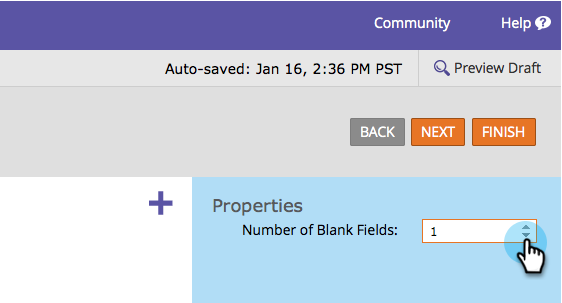 Community Help ?
Auto-saved: Jan 16, 2:36 PM PST Preview Draft
BACK NEXT FINISH
Properties
Number of Blank Fields: 1